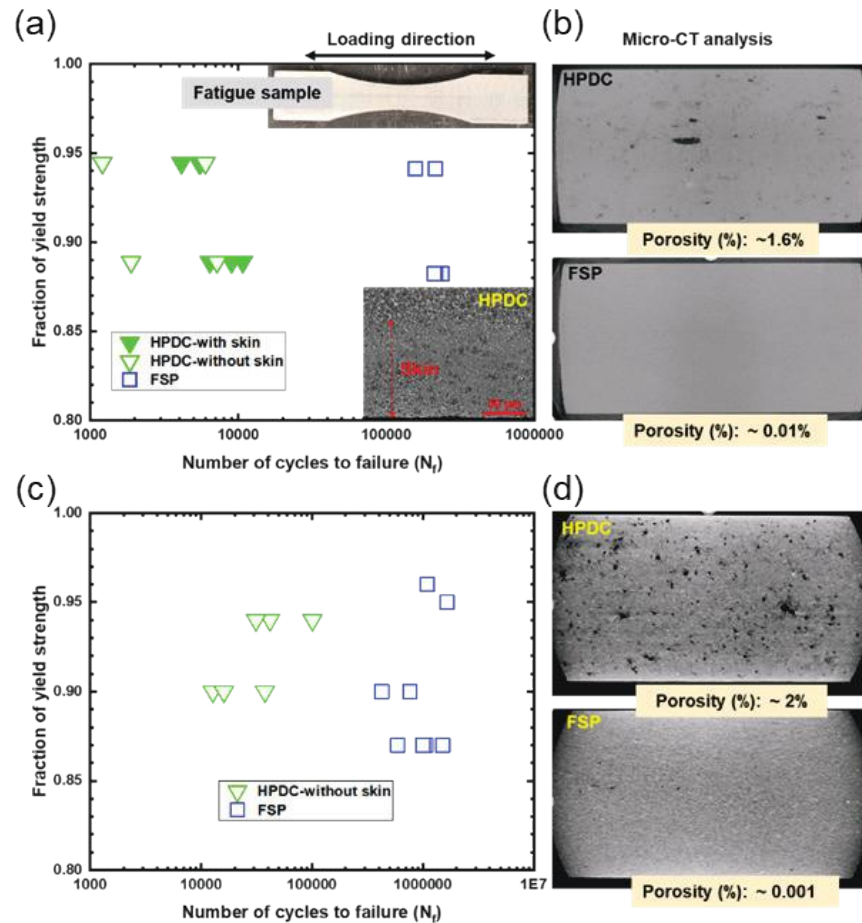 (a)
Loading direction
Fatigue sample
1.00
0.95
0.90
0.85
0.80
Fraction of yield strength
HPDC-with skin
HPDC-without skin
FSP
HPDC
Skin
1000
10000
100000
1000000
Number of cycles to failure (Nf)
(b)
Micro-CT analysis
HPDC
Porosity (%): ~1.6%
FSP
Porosity (%): ~ 0.01%
(c)
1.00
0.95
0.90
0.85
0.80
Fraction of yield strength
HPDC-without skin
FSP
1000
10000
100000
1000000
1E7
Number of cycles to failure (Nf)
(d)
HPDC
Porosity (%): ~ 2%
FSP
Porosity (%): ~ 0.001